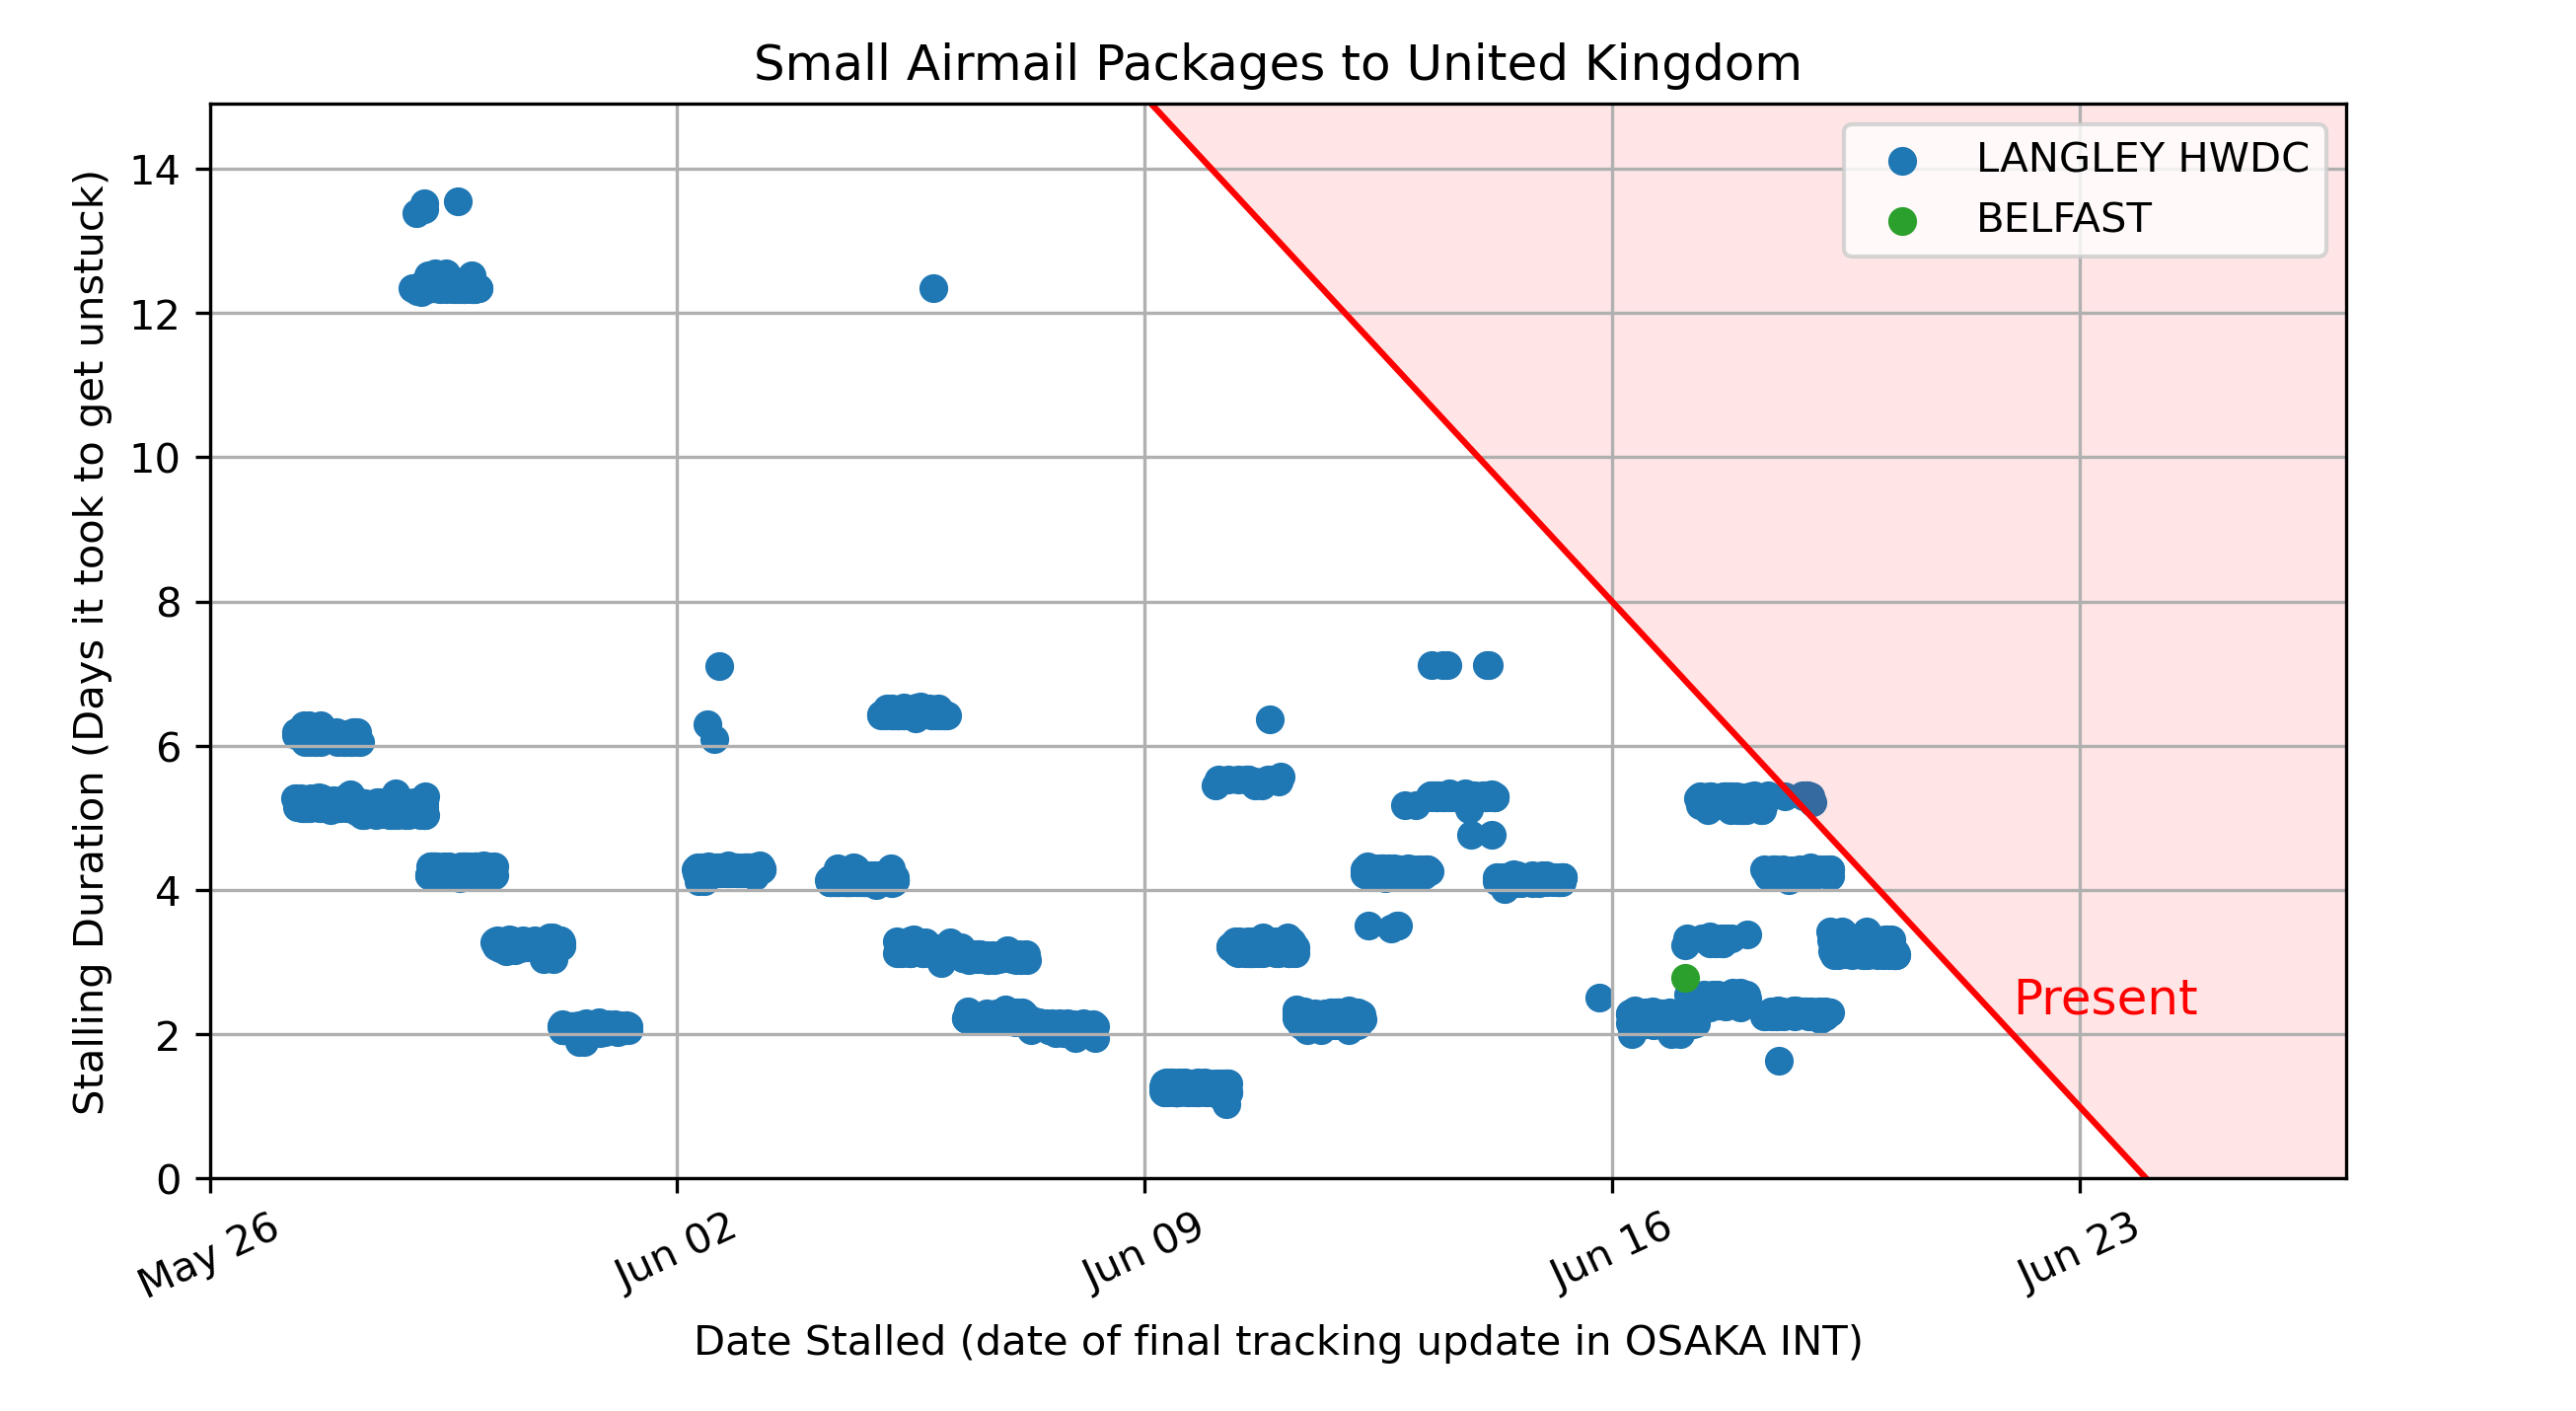 Small Airmail Packages to United Kingdom
LANGLEY HWDC
BELFAST
Stalling Duration (Days it took to get unstuck)
14
12
10
8
6
4
2
0
Present
May 26
Jun 02
Jun 09
Jun 16
Jun 23
Date Stalled (date of final tracking update in OSAKA INT)